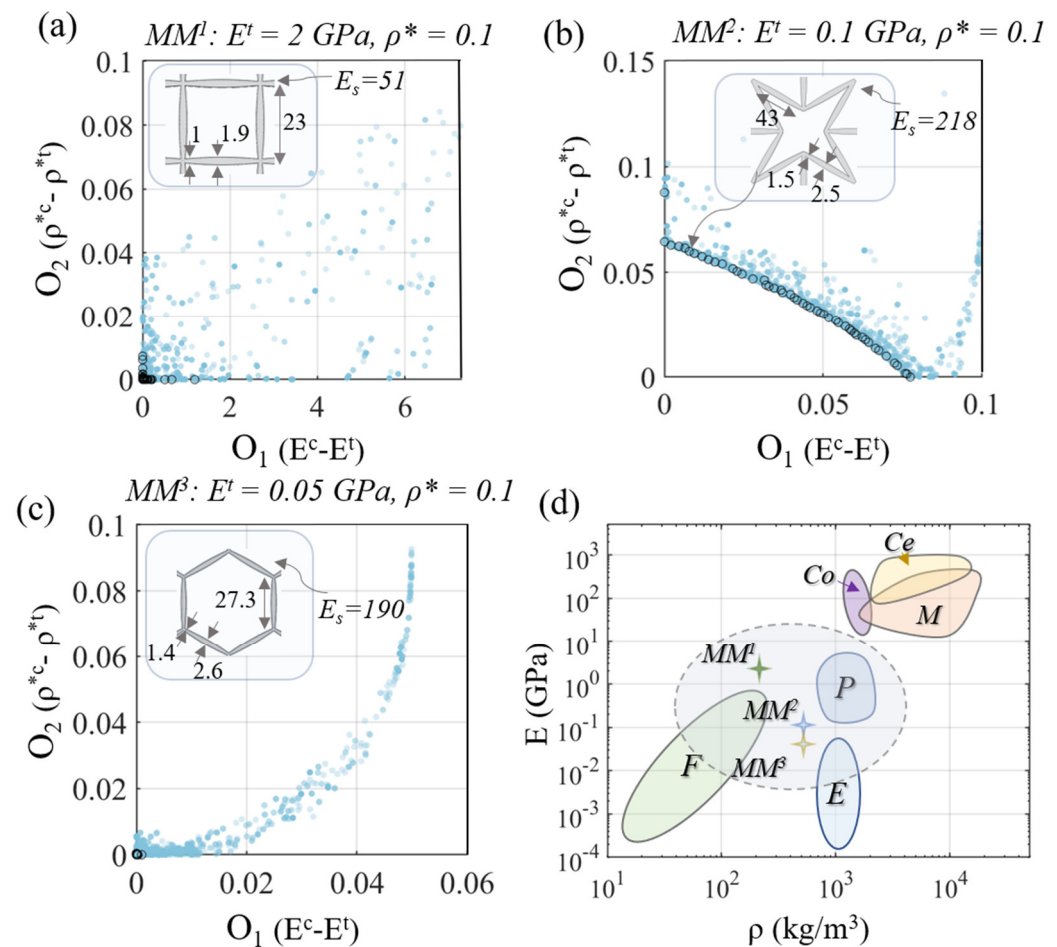 (a)
MM¹: Eᵗ = 2 GPa, ρ* = 0.1
0.1
0.08
0.06
0.04
0.02
0
O₂ (ρ*ᶜ- ρ*ᵗ)
Eₛ=51
1
1.9
23
0 2 4 6
O₁ (Eᶜ-Eᵗ)
(b)
MM²: Eᵗ = 0.1 GPa, ρ* = 0.1
0.15
0.1
0.05
0
O₂ (ρ*ᶜ- ρ*ᵗ)
43
Eₛ=218
1.5
2.5
0 0.05 0.1
O₁ (Eᶜ-Eᵗ)
(c)
MM³: Eᵗ = 0.05 GPa, ρ* = 0.1
0.1
0.08
0.06
0.04
0.02
0
O₂ (ρ*ᶜ- ρ*ᵗ)
27.3
Eₛ=190
1.4
2.6
0 0.02 0.04 0.06
O₁ (Eᶜ-Eᵗ)
(d)
10³
10²
10¹
10⁰
10⁻¹
10⁻²
10⁻³
10⁻⁴
E (GPa)
Ce
Co
M
MM¹
P
MM²
F
MM³
E
10¹ 10² 10³ 10⁴
ρ (kg/m³)